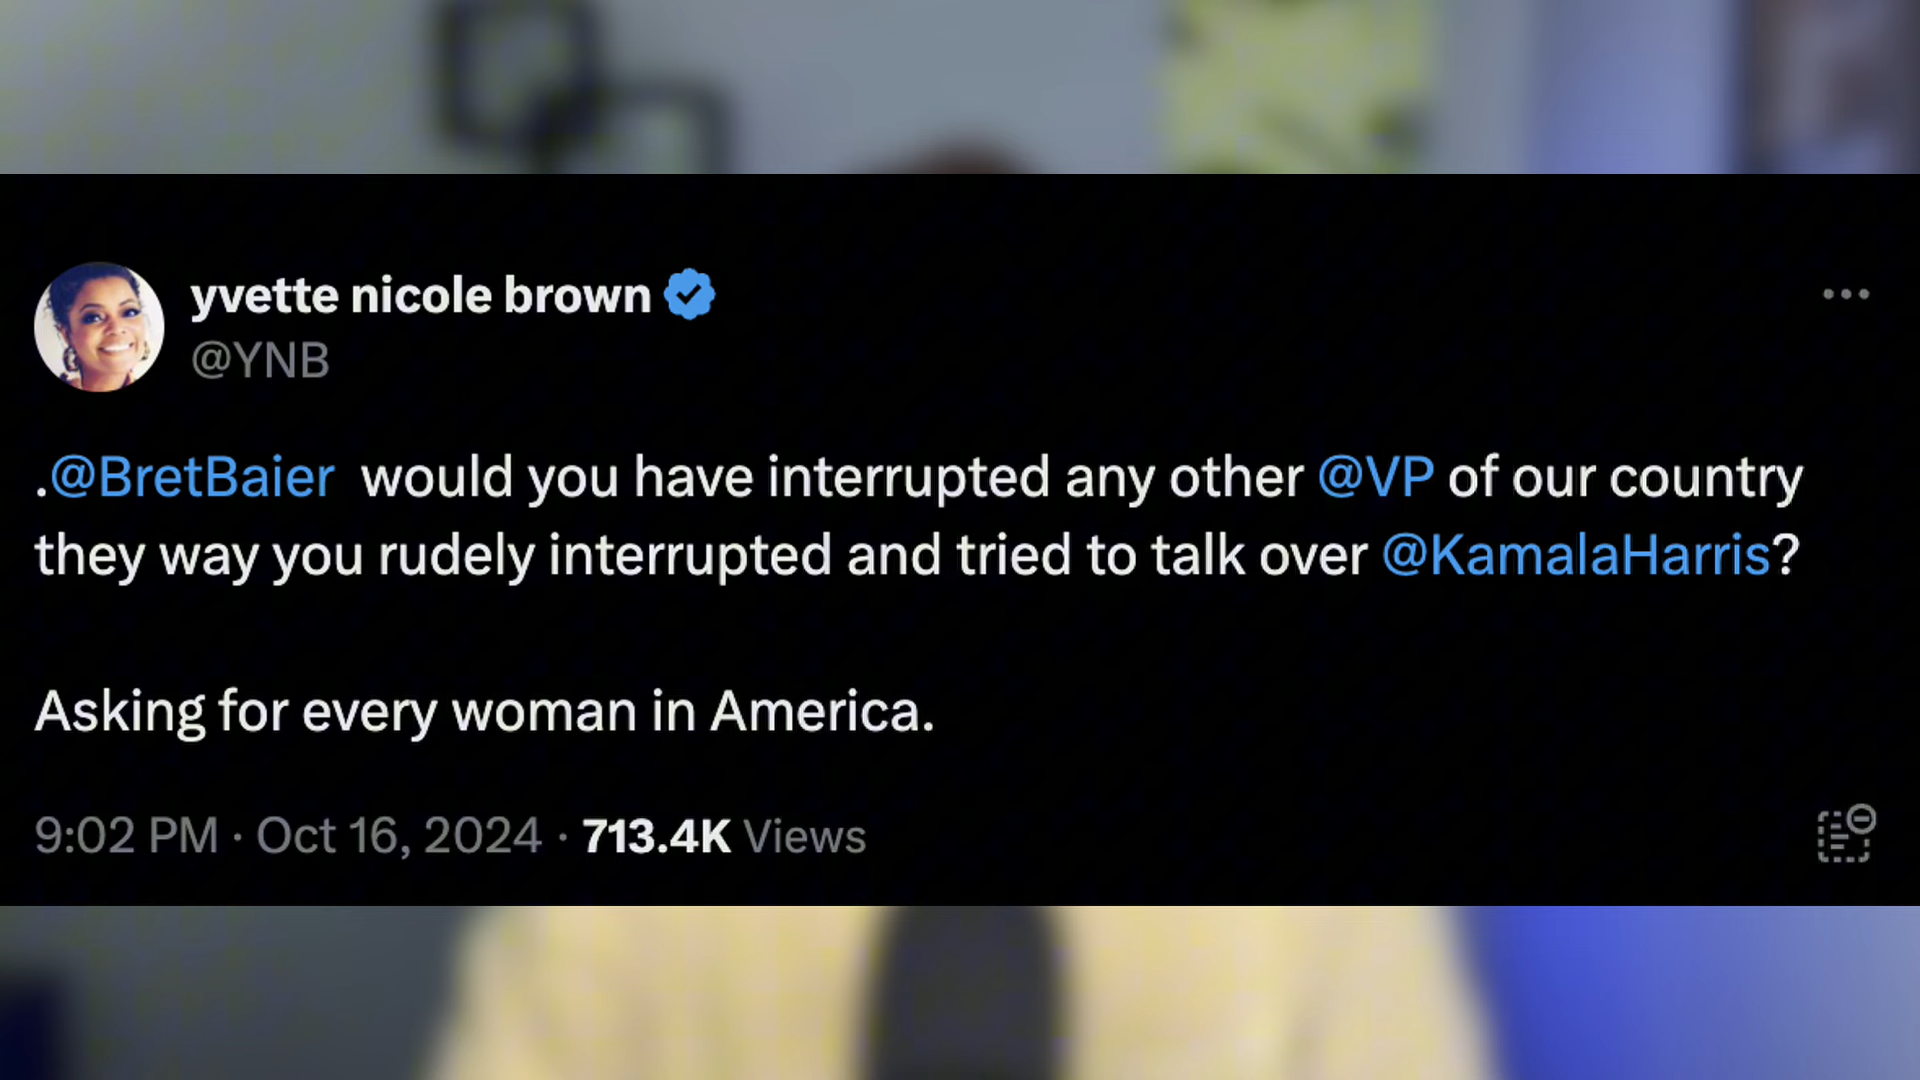 yvette nicole brown
@YNB
.@BretBaier would you have interrupted any other @VP of our country
they way you rudely interrupted and tried to talk over @KamalaHarris?
Asking for every woman in America.
9:02 PM · Oct 16, 2024 · 713.4K Views